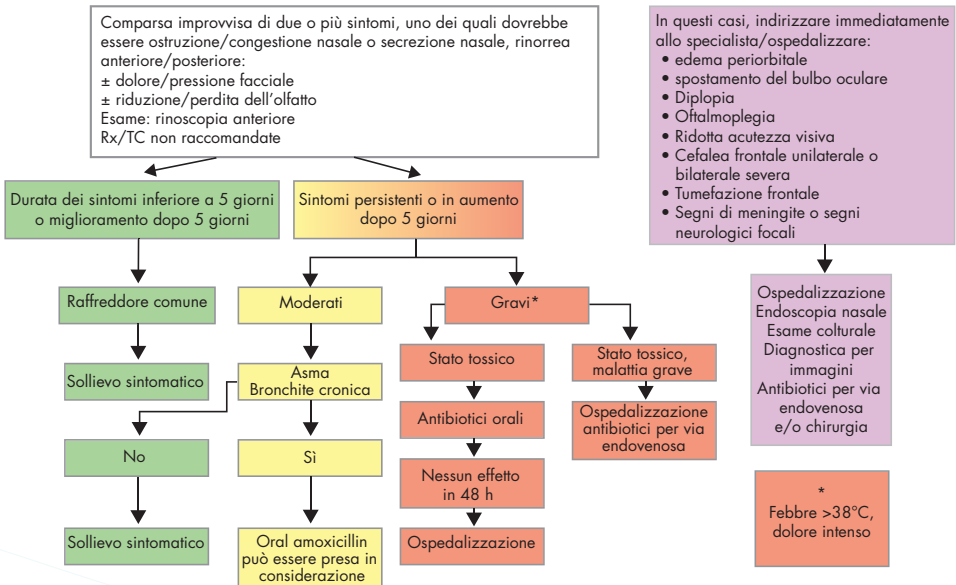 Comparsa improvvisa di due o più sintomi, uno dei quali dovrebbe
essere ostruzione/congestione nasale o secrezione nasale, rinorrea
anteriore/posteriore:
± dolore/pressione facciale
± riduzione/perdita dell'olfatto
Esame: rinoscopia anteriore
Rx/TC non raccomandate
In questi casi, indirizzare immediatamente
allo specialista/ospedalizzare:
• edema periorbitale
• spostamento del bulbo oculare
• Diplopia
• Oftalmoplegia
• Ridotta acutezza visiva
• Cefalea frontale unilaterale o
bilaterale severa
• Tumefazione frontale
• Segni di meningite o segni
neurologici focali
Durata dei sintomi inferiore a 5 giorni
o miglioramento dopo 5 giorni
Sintomi persistenti o in aumento
dopo 5 giorni
Raffreddore comune
Moderati
Gravi*
Ospedalizzazione
Endoscopia nasale
Esame colturale
Diagnostica per
immagini
Antibiotici per via
endovenosa
e/o chirurgia
Sollievo sintomatico
Asma
Bronchite cronica
Stato tossico
Stato tossico,
malattia grave
Antibiotici orali
Ospedalizzazione
antibiotici per via
endovenosa
No
Sì
Nessun effetto
in 48 h
Sollievo sintomatico
Oral amoxicillin
può essere presa in
considerazione
Ospedalizzazione
*
Febbre >38°C,
dolore intenso